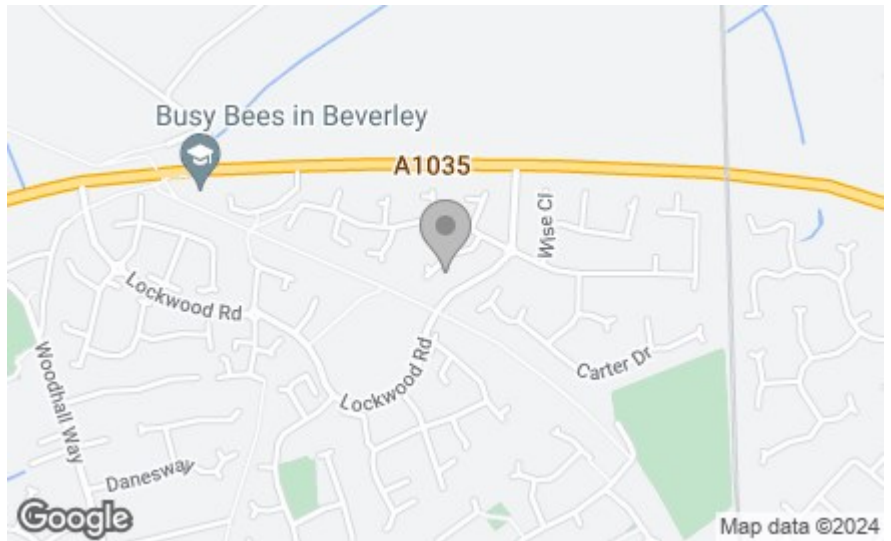 Busy Bees in Beverley
A1035
Wise Cl
Lockwood Rd
Woodhall Way
Lockwood Rd
Carter Dr
Danesway
Google
Map data ©2024